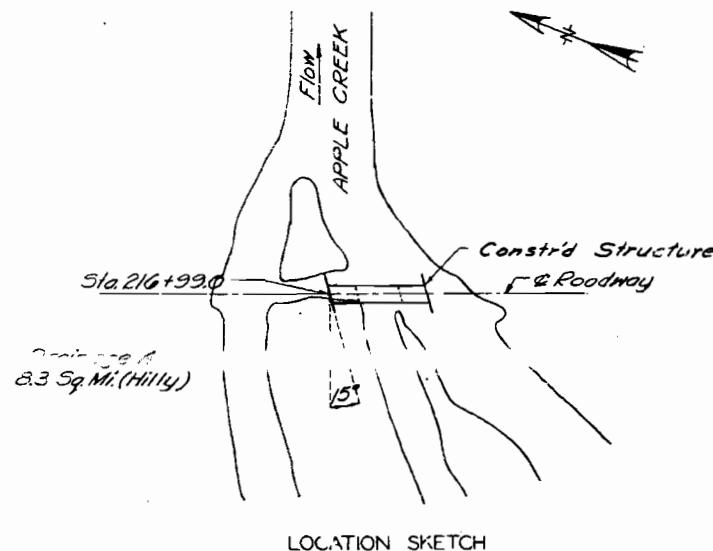 N
Flow
APPLE CREEK
Constr'd Structure
Sta. 216+99.0
℄ Roadway
8.3 Sq. Mi. (Hilly)
15°
LOCATION SKETCH